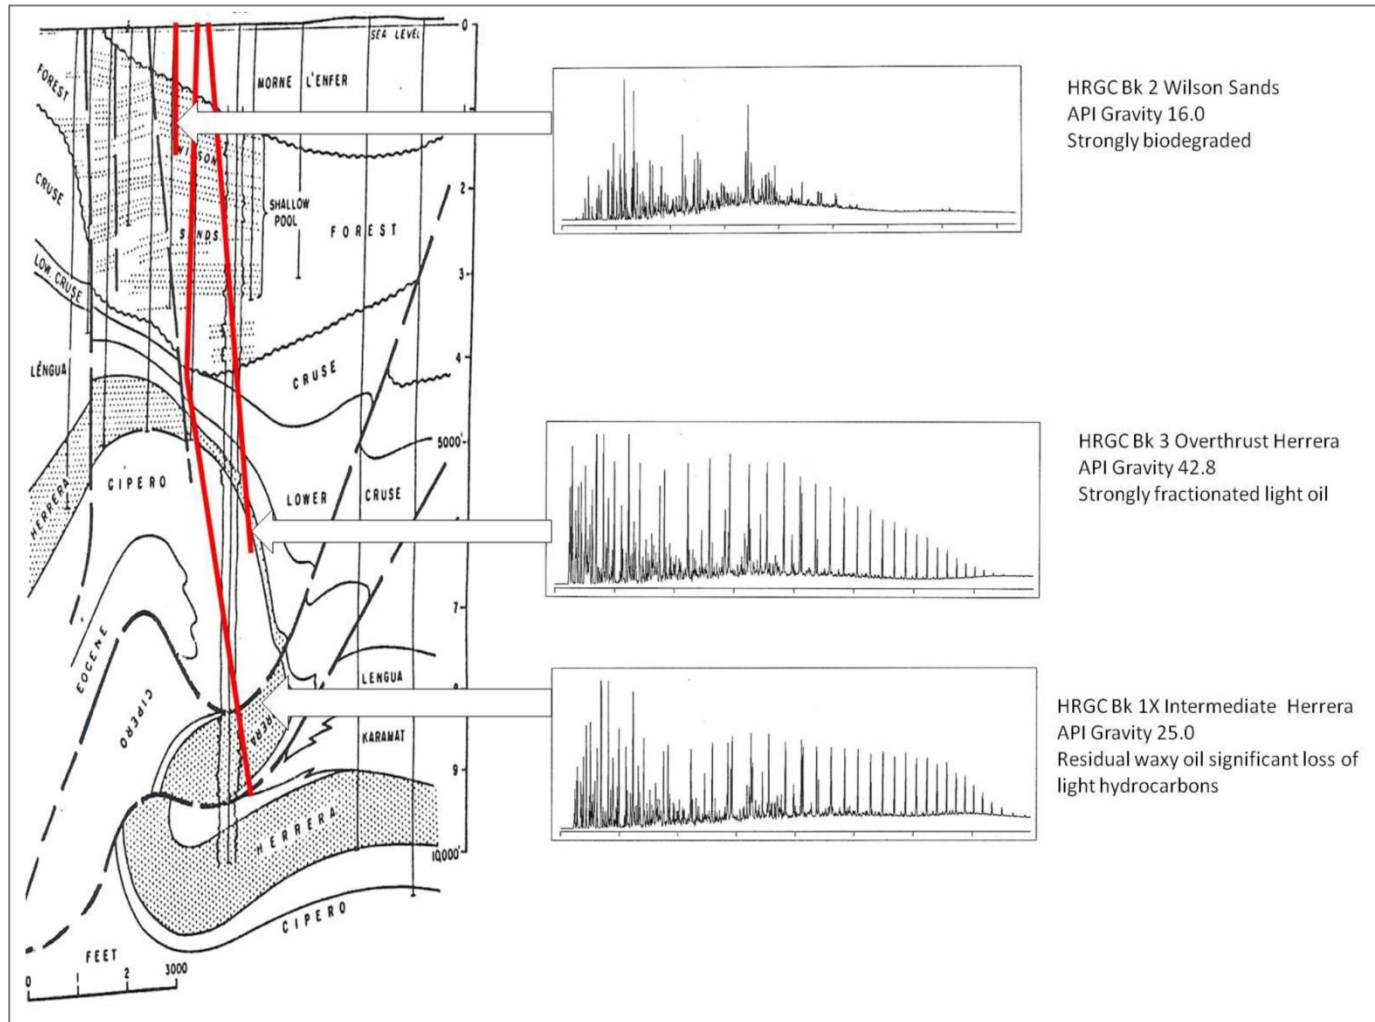 0
SEA LEVEL
FOREST
MORNE L'ENFER
1
WILSON
CRUSE
2
SHALLOW
POOL
SANDS
FOREST
LOW. CRUSE
3
4
LENGUA
CRUSE
5000'
CIPERO
HERRERA
LOWER CRUSE
7
EOCENE
LENGUA
CIPERO
KARAMAT
9
HERRERA
10,000'
CIPERO
FEET
0 1 2 3000
HRGC Bk 2 Wilson Sands
API Gravity 16.0
Strongly biodegraded
HRGC Bk 3 Overthrust Herrera
API Gravity 42.8
Strongly fractionated light oil
HRGC Bk 1X Intermediate Herrera
API Gravity 25.0
Residual waxy oil significant loss of
light hydrocarbons